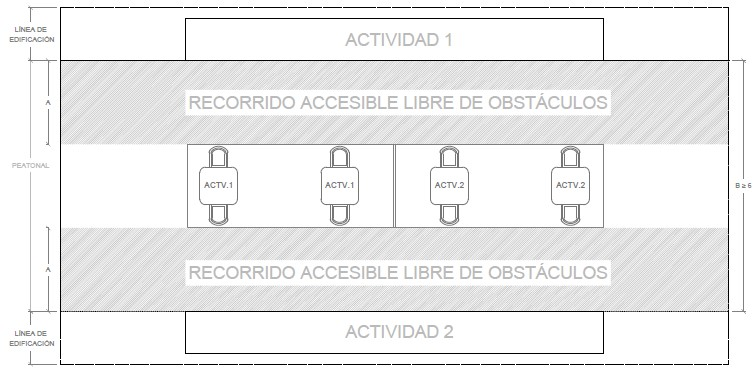 LÍNEA DE
EDIFICACIÓN
ACTIVIDAD 1
A
RECORRIDO ACCESIBLE LIBRE DE OBSTÁCULOS
PEATONAL
ACTV.1
ACTV.1
ACTV.2
ACTV.2
B ≥ 6
A
RECORRIDO ACCESIBLE LIBRE DE OBSTÁCULOS
LÍNEA DE
EDIFICACIÓN
ACTIVIDAD 2